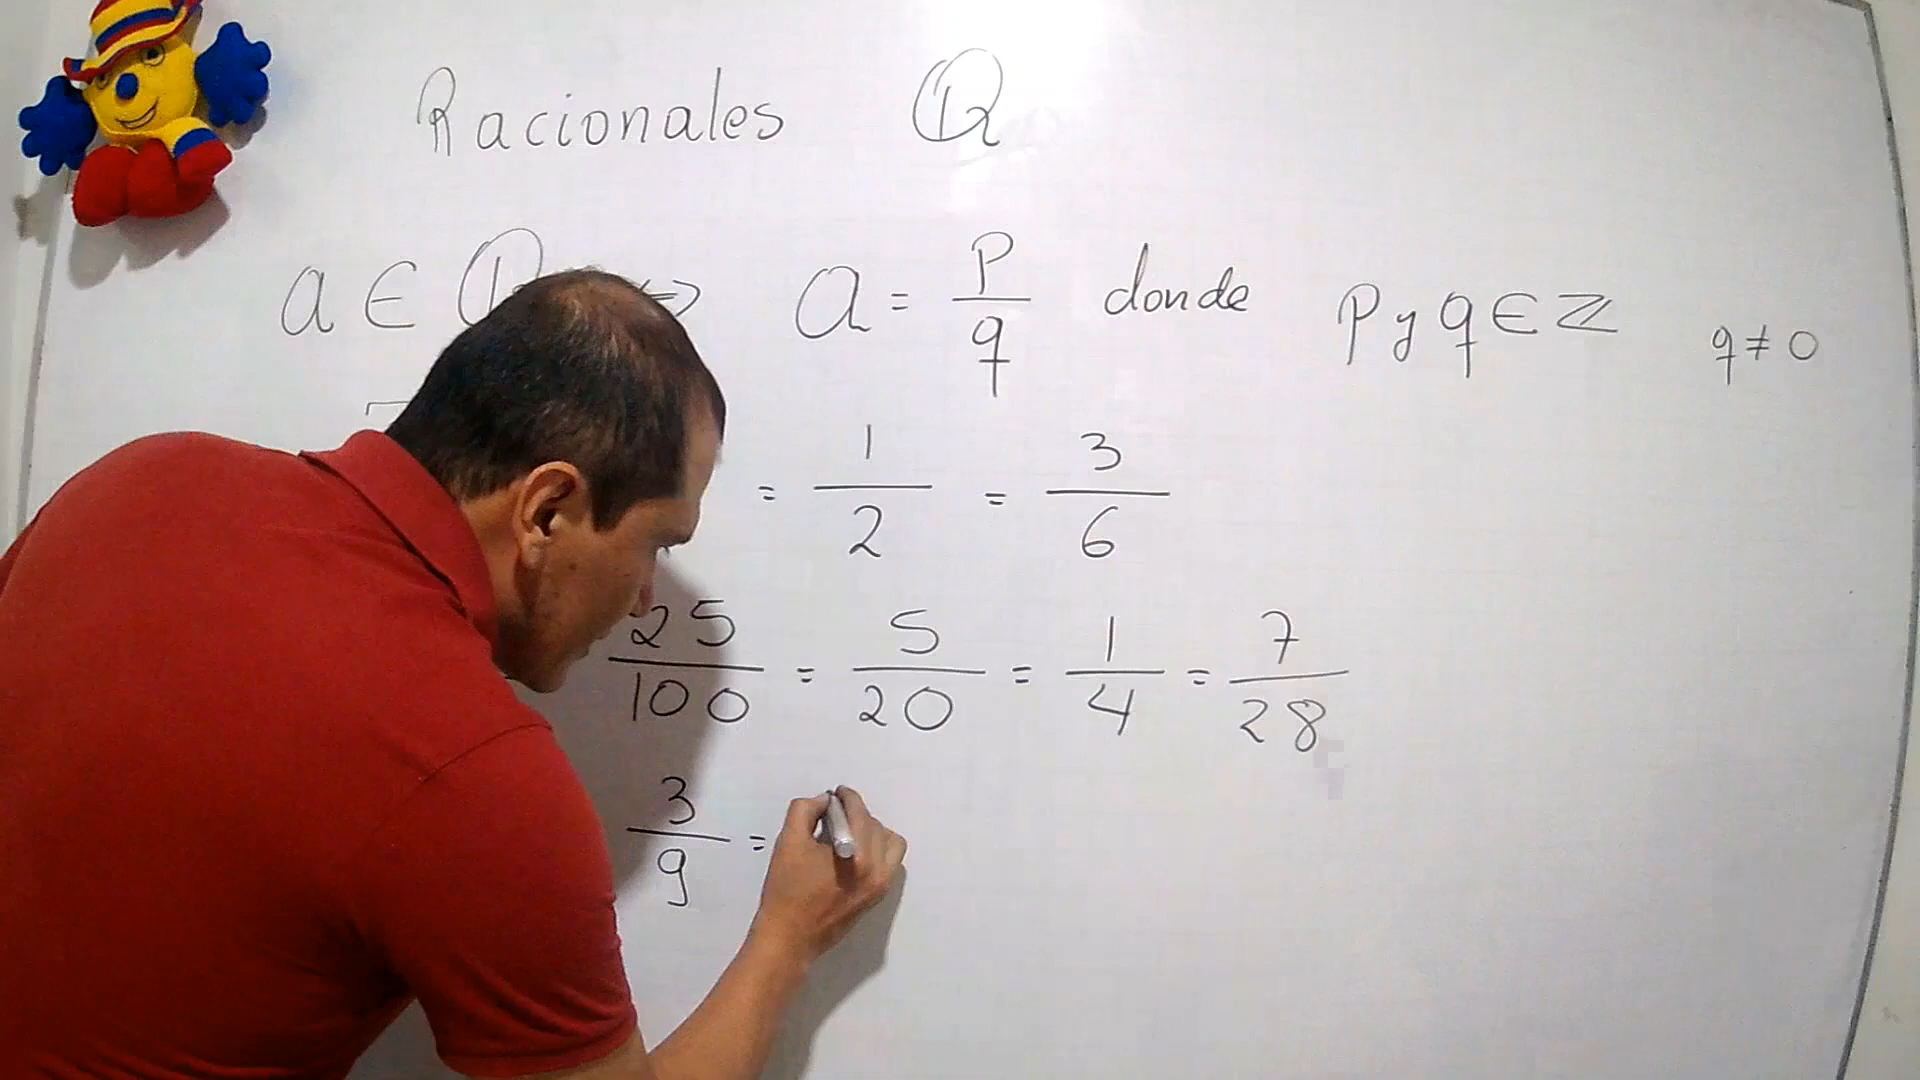 Racionales ℚ
a ∈ ℚ ⇔ a = p/q donde p y q ∈ ℤ q ≠ 0
= 1/2 = 3/6
25/100 = 5/20 = 1/4 = 7/28
3/9 =